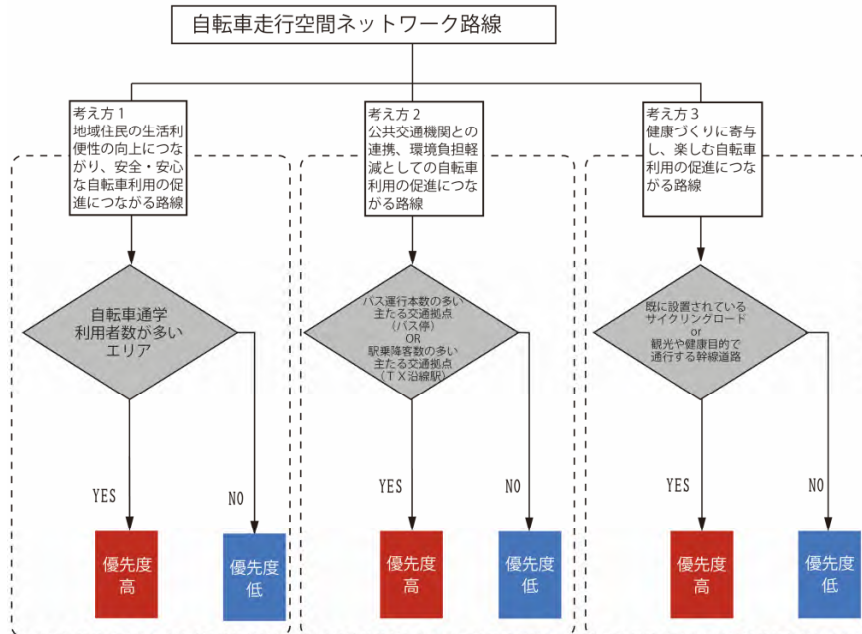 自転車走行空間ネットワーク路線
考え方1
地域住民の生活利
便性の向上につな
がり、安全・安心
な自転車利用の促
進につながる路線
考え方2
公共交通機関との
連携、環境負担軽
減としての自転車
利用の促進につな
がる路線
考え方3
健康づくりに寄与
し、楽しむ自転車
利用の促進につな
がる路線
自転車通学
利用者数が多い
エリア
バス運行本数の多い
主たる交通拠点
(バス停)
OR
駅乗降客数の多い
主たる交通拠点
(TX沿線駅)
既に設置されている
サイクリングロード
or
観光や健康目的で
通行する幹線道路
YES
NO
YES
NO
YES
NO
優先度
高
優先度
低
優先度
高
優先度
低
優先度
高
優先度
低